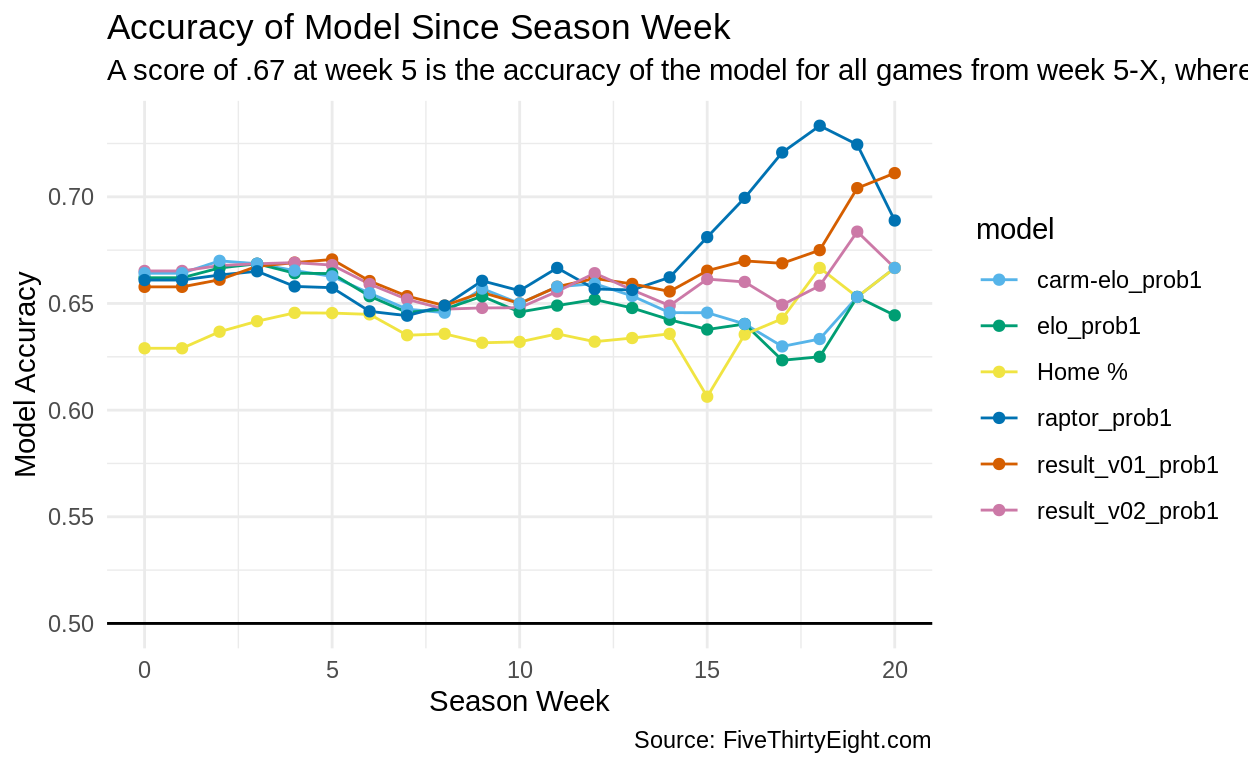 Accuracy of Model Since Season Week
A score of .67 at week 5 is the accuracy of the model for all games from week 5-X, where
Model Accuracy
0.70
0.65
0.60
0.55
0.50
0
5
10
15
20
Season Week
model
carm-elo_prob1
elo_prob1
Home %
raptor_prob1
result_v01_prob1
result_v02_prob1
Source: FiveThirtyEight.com